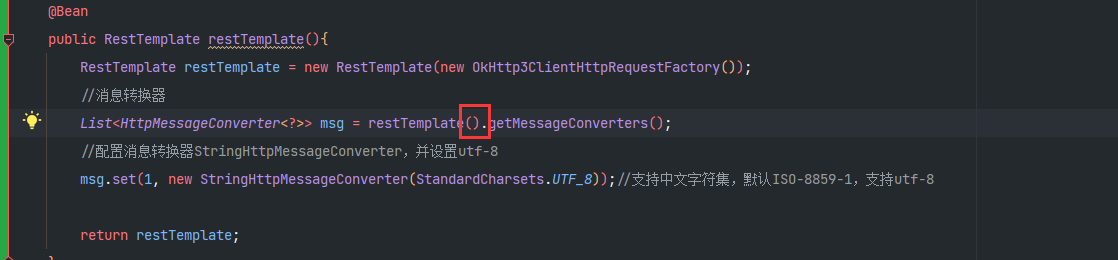 @Bean
public RestTemplate restTemplate(){
RestTemplate restTemplate = new RestTemplate(new OkHttp3ClientHttpRequestFactory());
//消息转换器
List<HttpMessageConverter<?>> msg = restTemplate().getMessageConverters();
//配置消息转换器StringHttpMessageConverter，并设置utf-8
msg.set(1, new StringHttpMessageConverter(StandardCharsets.UTF_8));//支持中文字符集，默认ISO-8859-1，支持utf-8
return restTemplate;